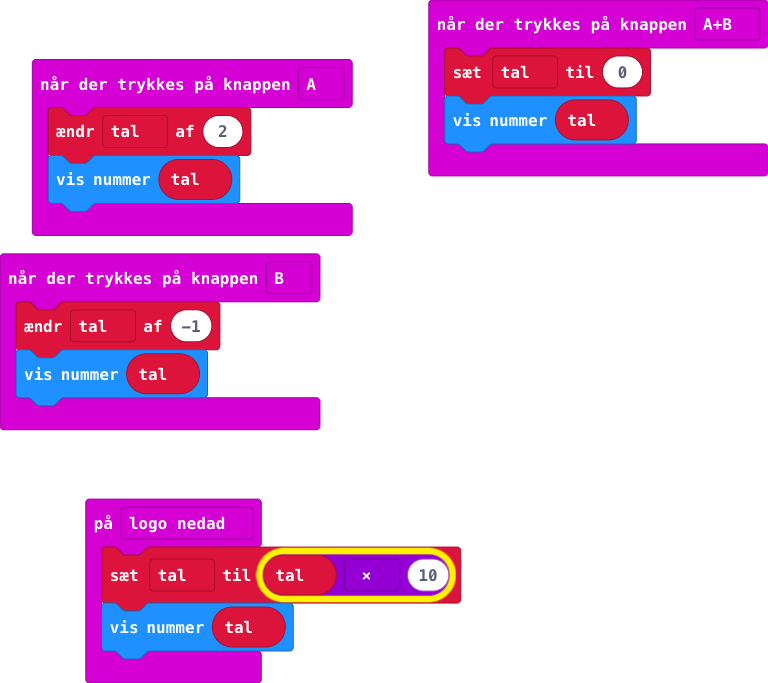 når der trykkes på knappen A+B
sæt tal til 0
vis nummer tal
når der trykkes på knappen A
ændr tal af 2
vis nummer tal
når der trykkes på knappen B
ændr tal af -1
vis nummer tal
på logo nedad
sæt tal til tal × 10
vis nummer tal